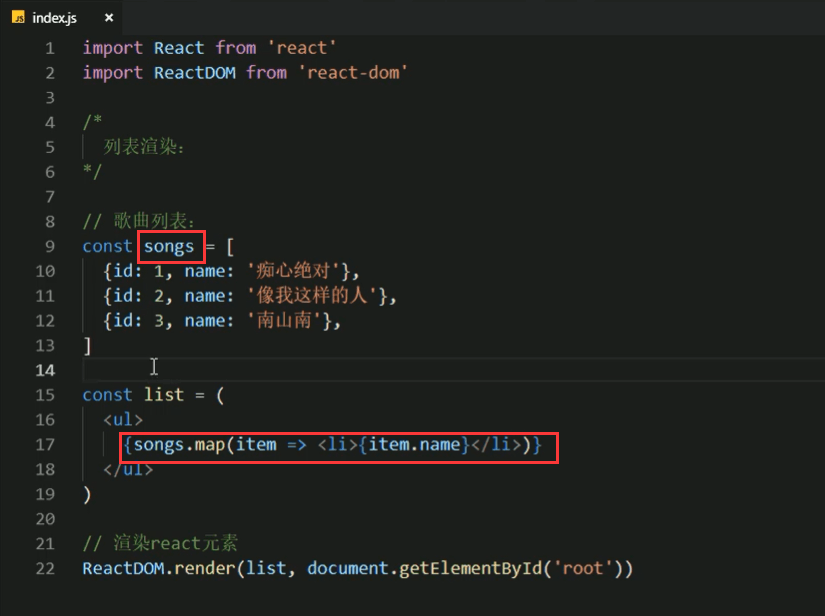 index.js ×
1 import React from 'react'
2 import ReactDOM from 'react-dom'
3
4 /*
5 列表渲染:
6 */
7
8 // 歌曲列表:
9 const songs = [
10 {id: 1, name: '痴心绝对'},
11 {id: 2, name: '像我这样的人'},
12 {id: 3, name: '南山南'},
13 ]
14
15 const list = (
16 <ul>
17 {songs.map(item => <li>{item.name}</li>)}
18 </ul>
19 )
20
21 // 渲染react元素
22 ReactDOM.render(list, document.getElementById('root'))